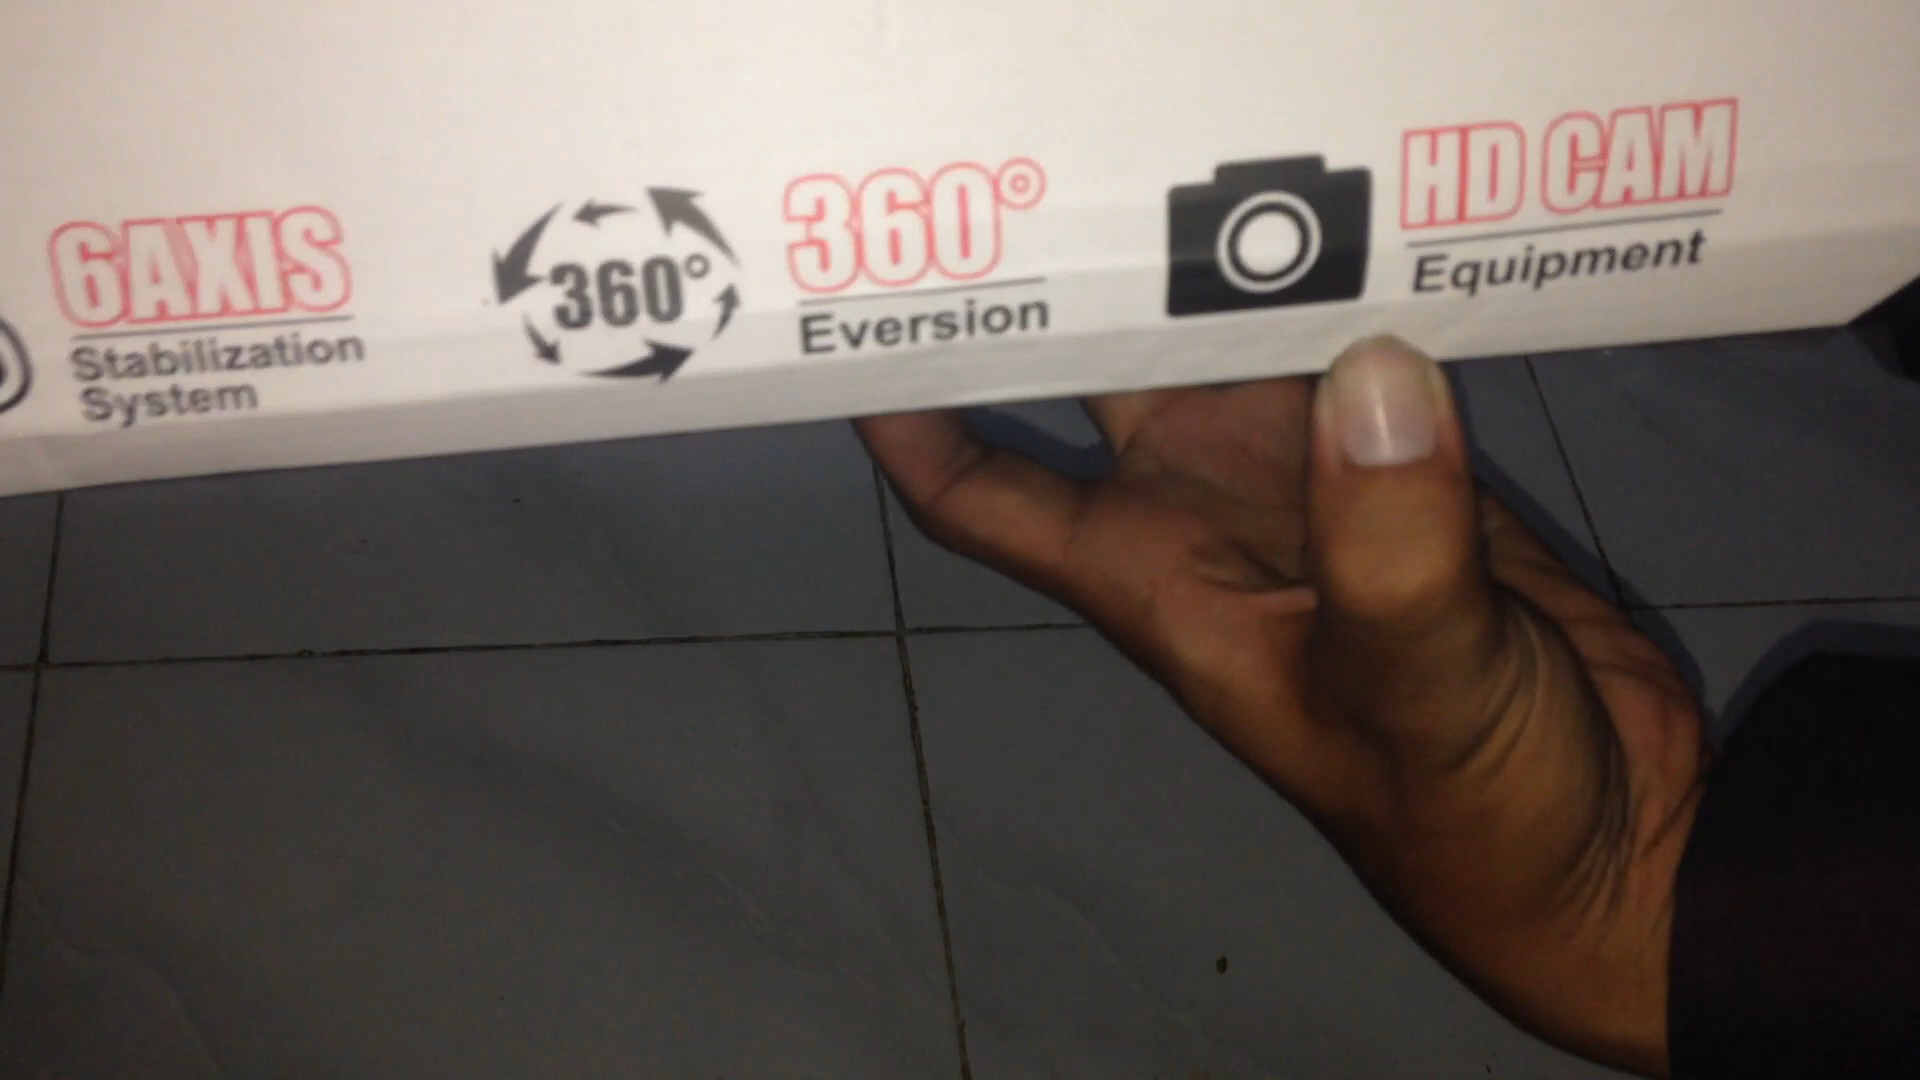 6AXIS
Stabilization
System
360°
360°
Eversion
HD CAM
Equipment